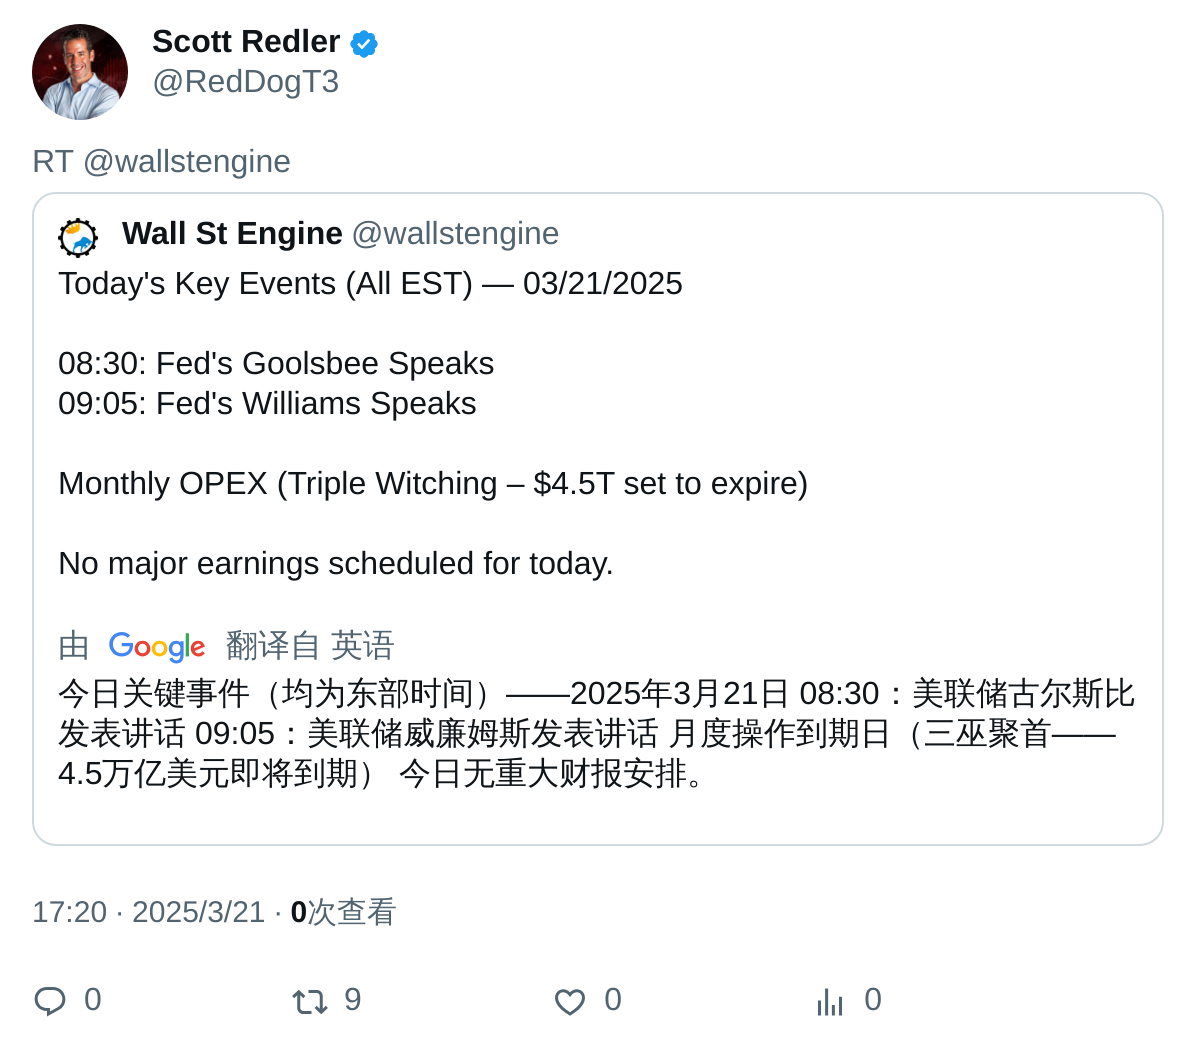 Scott Redler
@RedDogT3
RT @wallstengine
Wall St Engine @wallstengine
Today's Key Events (All EST) — 03/21/2025
08:30: Fed's Goolsbee Speaks
09:05: Fed's Williams Speaks
Monthly OPEX (Triple Witching – $4.5T set to expire)
No major earnings scheduled for today.
由 Google 翻译自 英语
今日关键事件（均为东部时间）——2025年3月21日 08:30：美联储古尔斯比
发表讲话 09:05：美联储威廉姆斯发表讲话 月度操作到期日（三巫聚首——
4.5万亿美元即将到期） 今日无重大财报安排。
17:20 · 2025/3/21 · 0次查看
0 9 0 0